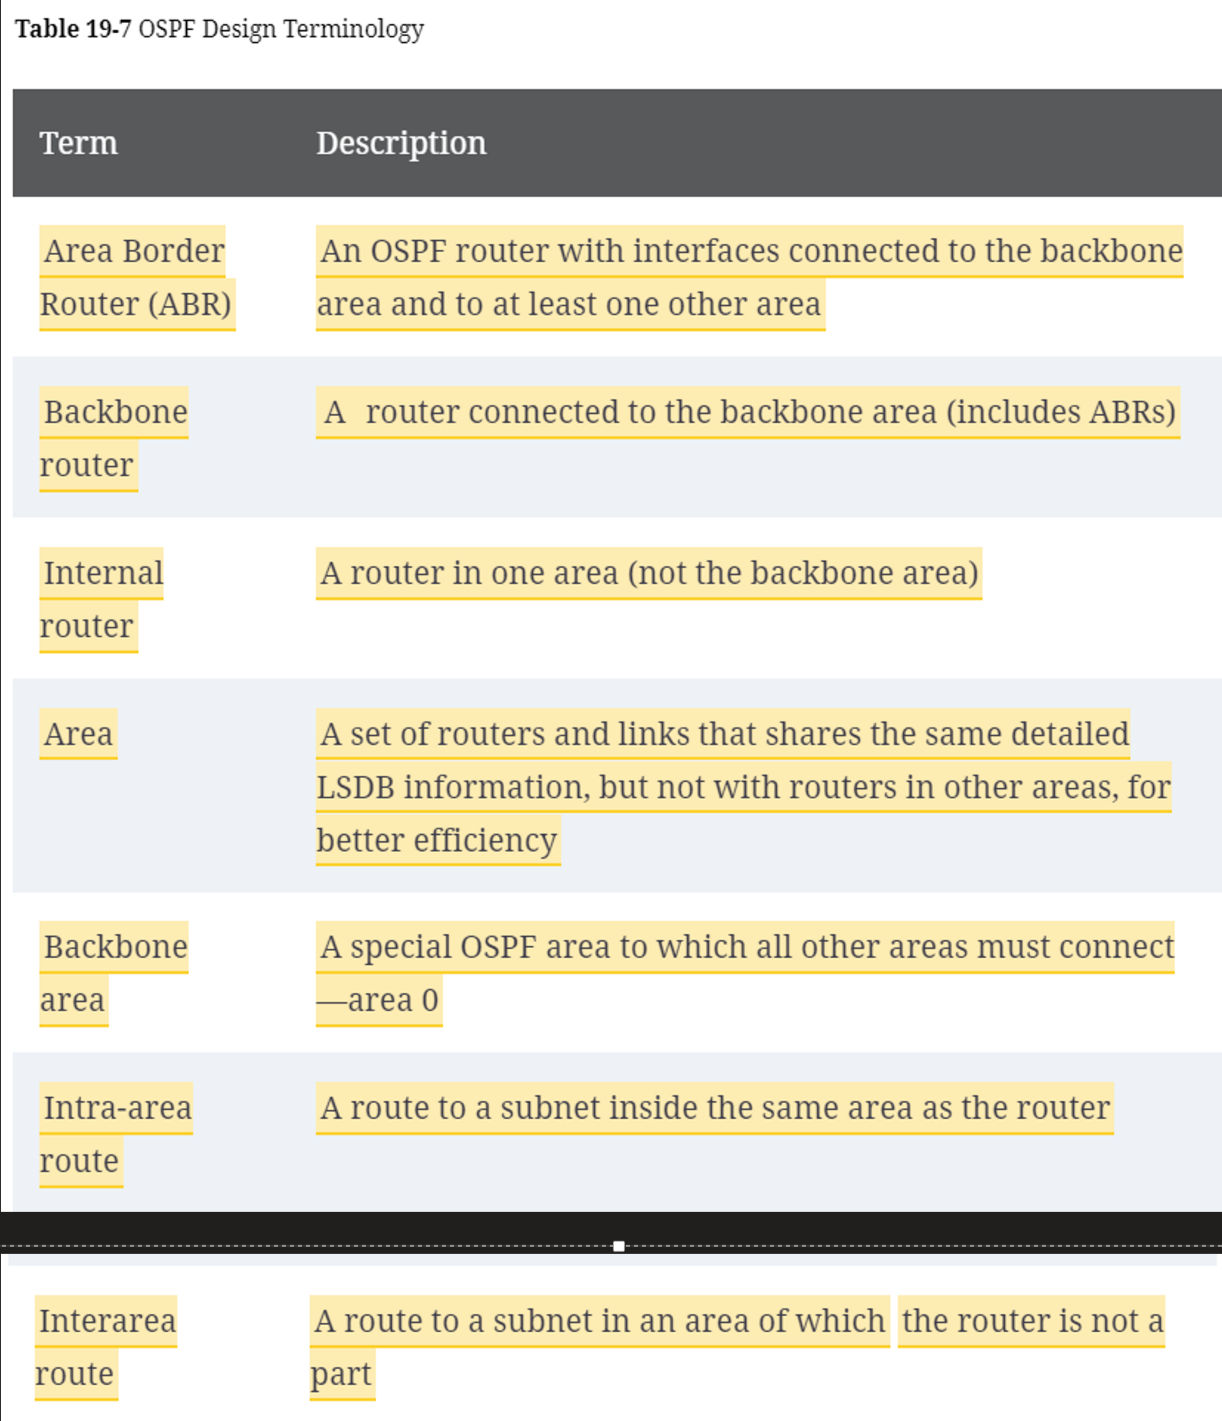 Table 19-7 OSPF Design Terminology
Term Description
Area Border An OSPF router with interfaces connected to the backbone
Router (ABR) area and to at least one other area
Backbone A router connected to the backbone area (includes ABRs)
router
Internal A router in one area (not the backbone area)
router
Area A set of routers and links that shares the same detailed
LSDB information, but not with routers in other areas, for
better efficiency
Backbone A special OSPF area to which all other areas must connect
area —area 0
Intra-area A route to a subnet inside the same area as the router
route
Interarea A route to a subnet in an area of which the router is not a
route part